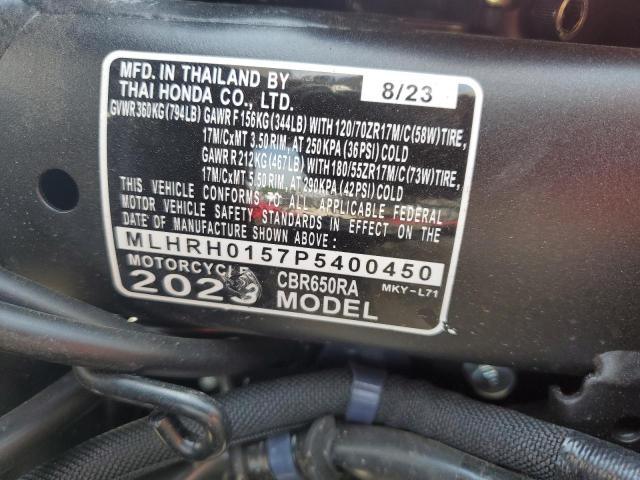 MFD. IN THAILAND BY
8/23
THAI HONDA CO., LTD.
GVWR 360KG (794LB) GAWR F 156KG (344LB) WITH 120/70ZR17M/C (58W) TIRE,
17M/CxMT 3.50 RIM, AT 250KPA (36PSI) COLD
GAWR R 212KG (467LB) WITH 180/55ZR17M/C (73W) TIRE,
17M/CxMT 5.50 RIM, AT 290KPA (42PSI) COLD
THIS VEHICLE CONFORMS TO ALL APPLICABLE FEDERAL
MOTOR VEHICLE SAFETY STANDARDS IN EFFECT ON THE
DATE OF MANUFACTURE SHOWN ABOVE.
MLHRH0157P5400450
MOTORCYCLE CBR650RA MKY-L71
2023 MODEL